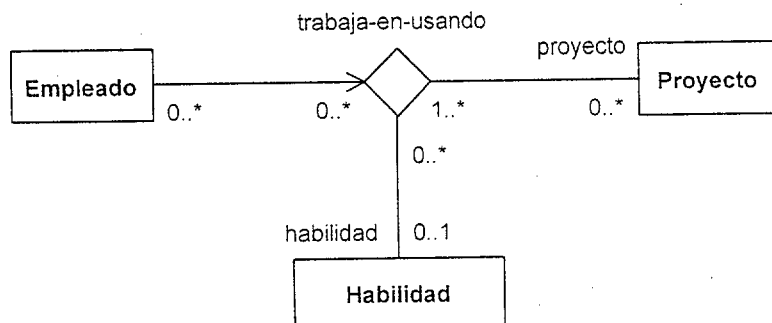 trabaja-en-usando
proyecto
Empleado
Proyecto
0..*
0..*
1..*
0..*
0..*
habilidad
0..1
Habilidad